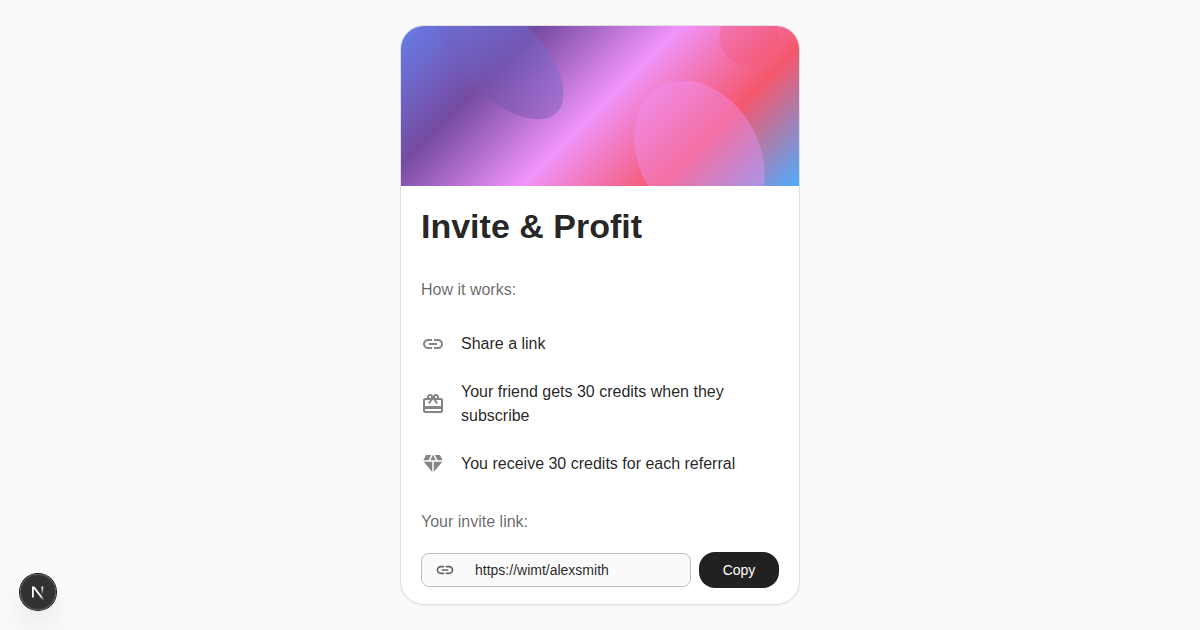 Invite & Profit
How it works:
Share a link
Your friend gets 30 credits when they
subscribe
You receive 30 credits for each referral
Your invite link:
https://wimt/alexsmith
Copy
N